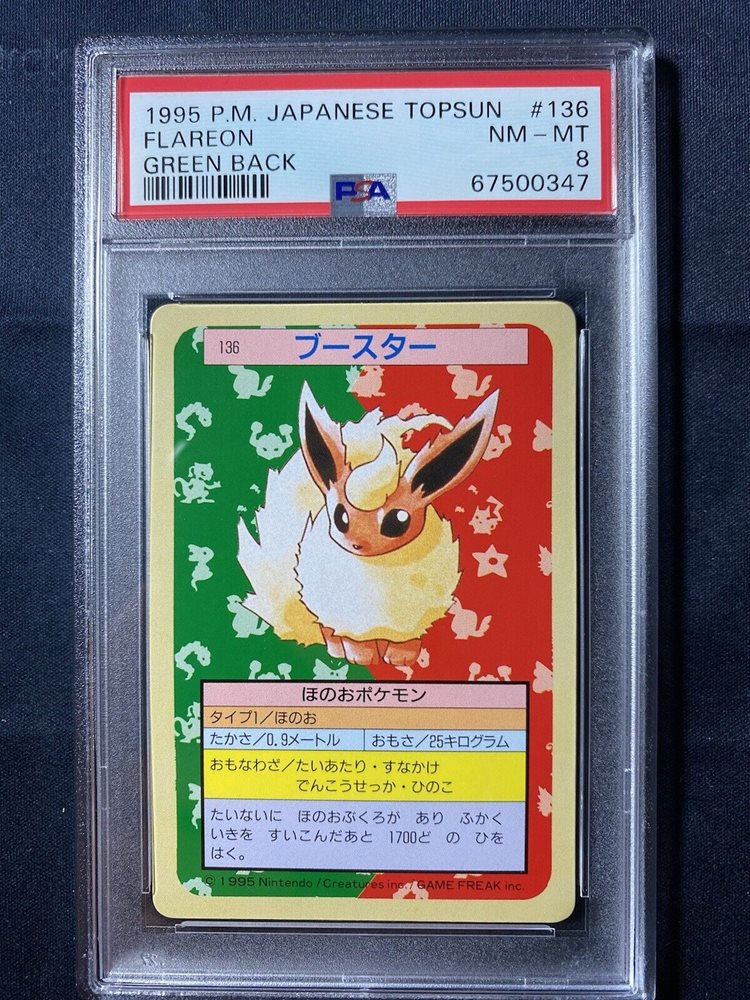 1995 P.M. JAPANESE TOPSUN #136
FLAREON NM - MT
GREEN BACK 8
PSA 67500347
136 ブースター
ほのおポケモン
タイプ1/ほのお
たかさ/0.9メートル おもさ/25キログラム
おもなわざ/たいあたり・すなかけ
でんこうせっか・ひのこ
たいないに ほのおぶくろが あり ふかく
いきを すいこんだあと 1700ど の ひを
はく。
© 1995 Nintendo / Creatures inc. / GAME FREAK inc.